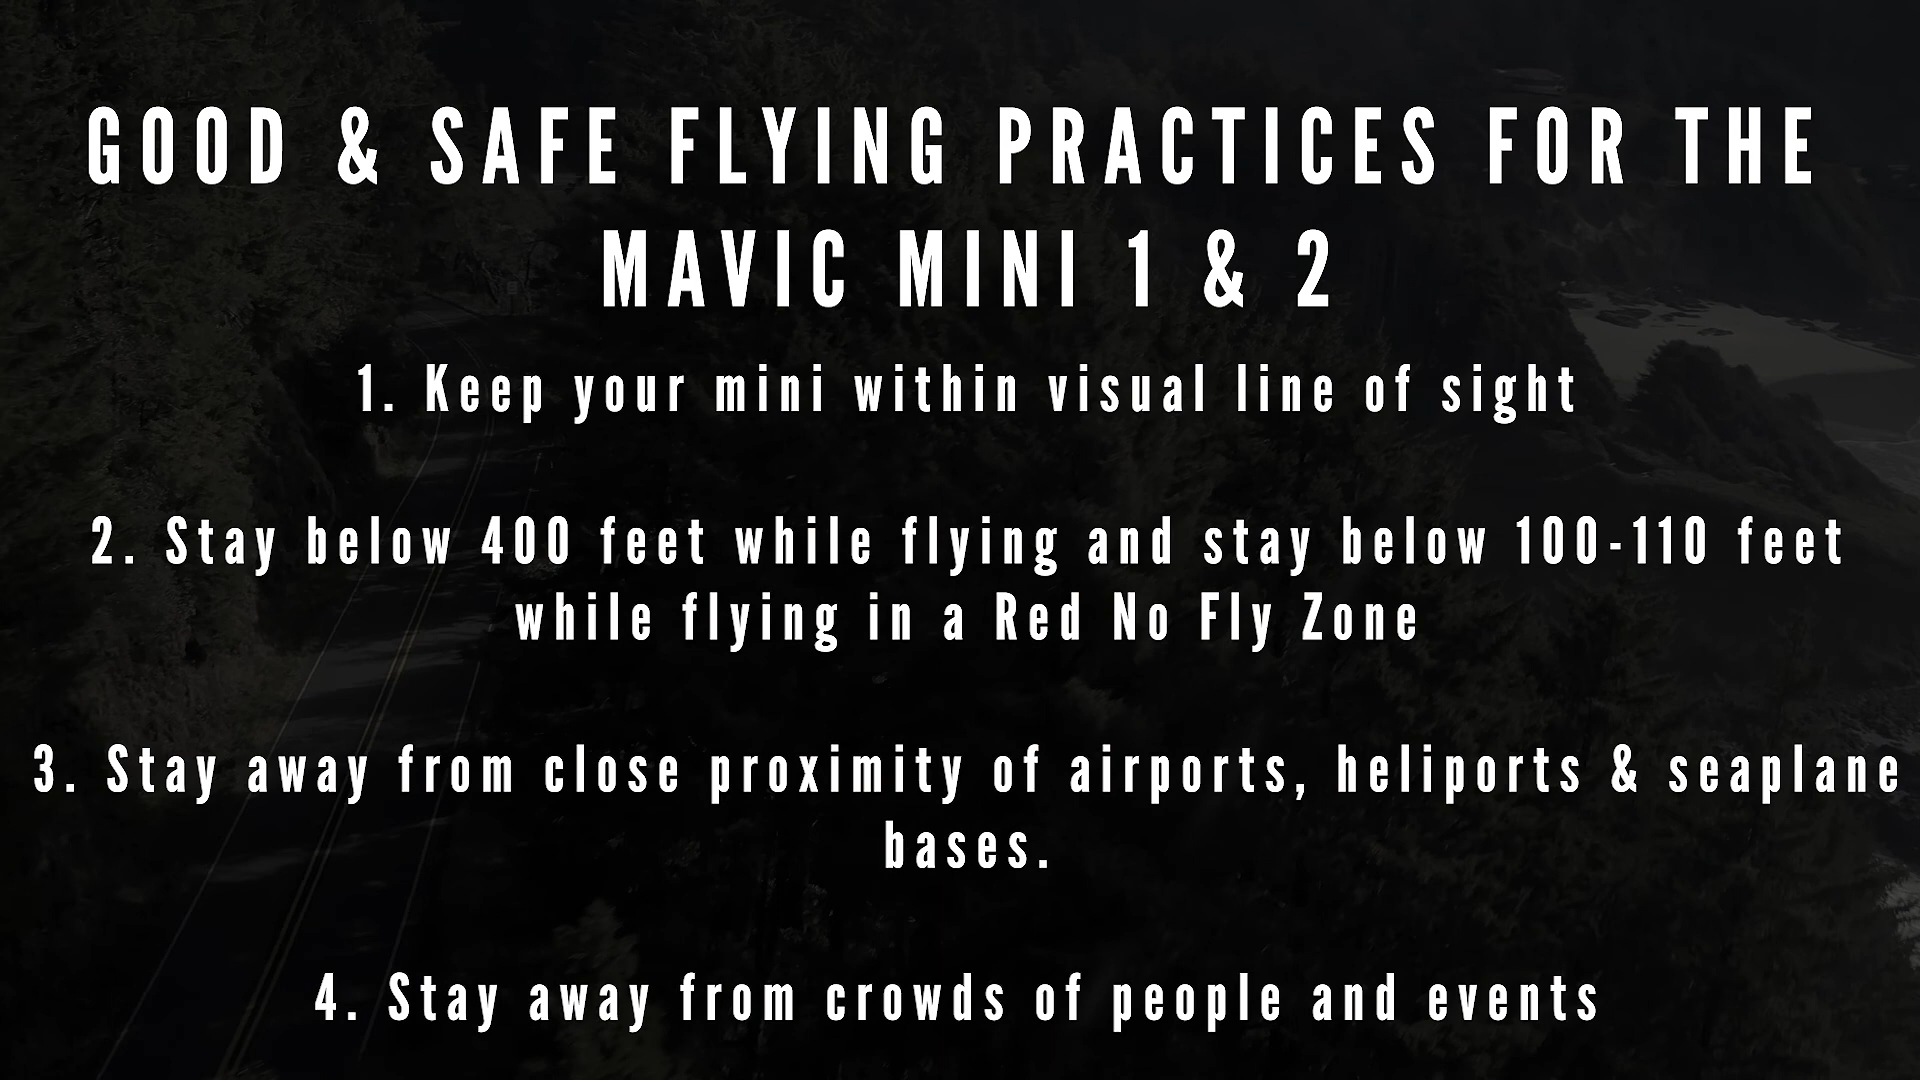 GOOD & SAFE FLYING PRACTICES FOR THE
MAVIC MINI 1 & 2
1. Keep your mini within visual line of sight
2. Stay below 400 feet while flying and stay below 100-110 feet
while flying in a Red No Fly Zone
3. Stay away from close proximity of airports, heliports & seaplane
bases.
4. Stay away from crowds of people and events